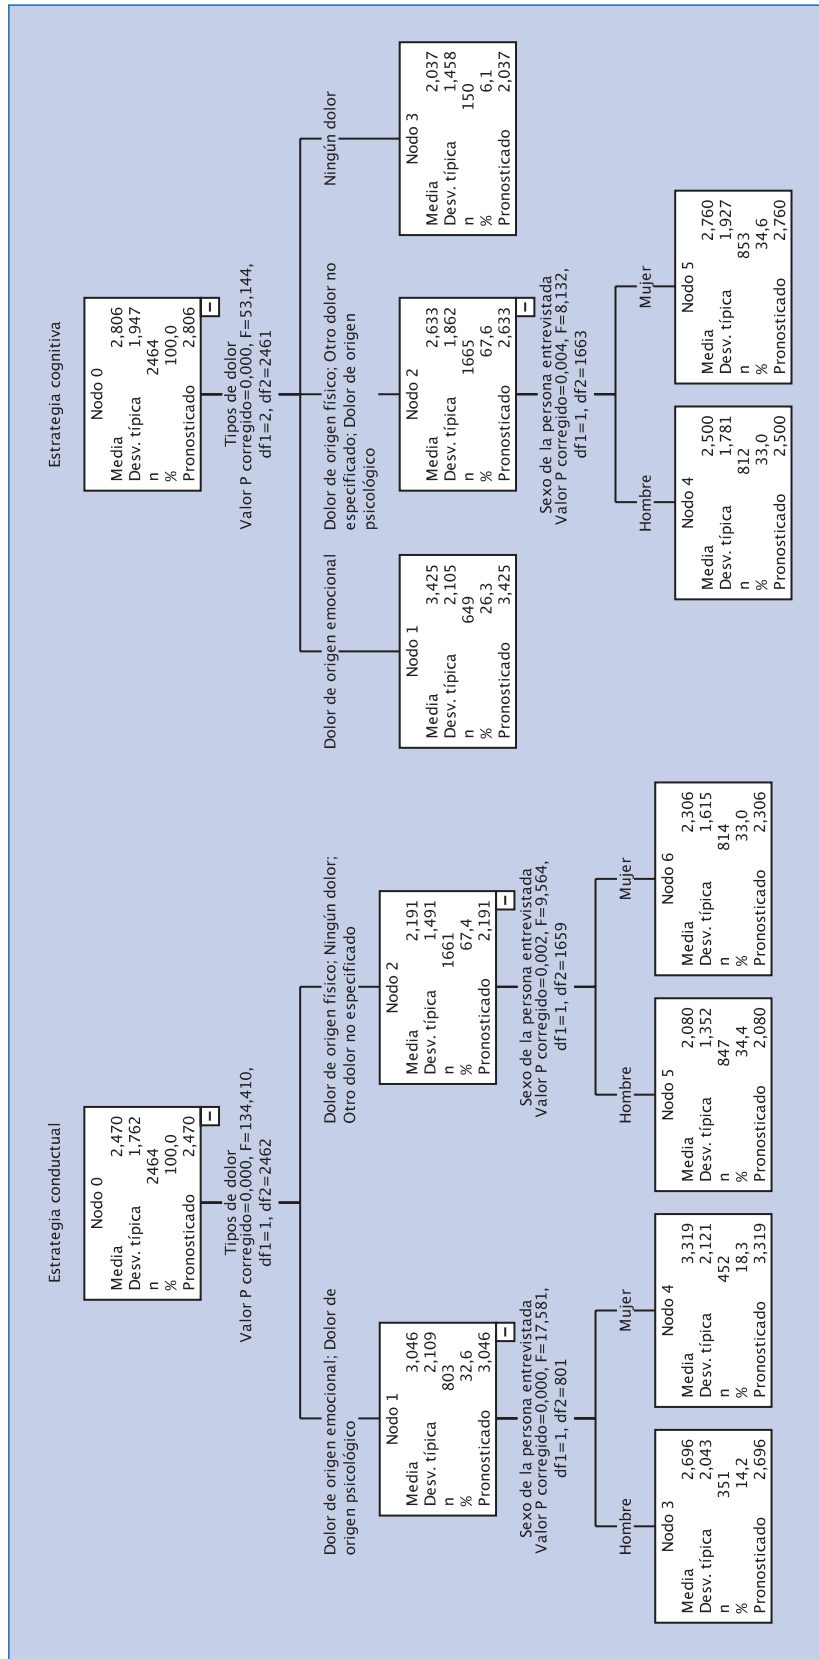 Estrategia conductual
Nodo 0
Media 2,470
Desv. típica 1,762
n 2464
% 100,0
Pronosticado 2,470
Tipos de dolor
Valor P corregido=0,000, F=134,410,
df1=1, df2=2462
Dolor de origen emocional; Dolor de
origen psicológico
Nodo 1
Media 3,046
Desv. típica 2,109
n 803
% 32,6
Pronosticado 3,046
Sexo de la persona entrevistada
Valor P corregido=0,000, F=17,581,
df1=1, df2=801
Hombre
Nodo 3
Media 2,696
Desv. típica 2,043
n 351
% 14,2
Pronosticado 2,696
Mujer
Nodo 4
Media 3,319
Desv. típica 2,121
n 452
% 18,3
Pronosticado 3,319
Dolor de origen físico; Ningún dolor;
Otro dolor no especificado
Nodo 2
Media 2,191
Desv. típica 1,491
n 1661
% 67,4
Pronosticado 2,191
Sexo de la persona entrevistada
Valor P corregido=0,002, F=9,564,
df1=1, df2=1659
Hombre
Nodo 5
Media 2,080
Desv. típica 1,352
n 847
% 34,4
Pronosticado 2,080
Mujer
Nodo 6
Media 2,306
Desv. típica 1,615
n 814
% 33,0
Pronosticado 2,306
Estrategia cognitiva
Nodo 0
Media 2,806
Desv. típica 1,947
n 2464
% 100,0
Pronosticado 2,806
Tipos de dolor
Valor P corregido=0,000, F=53,144,
df1=2, df2=2461
Dolor de origen emocional
Nodo 1
Media 3,425
Desv. típica 2,105
n 649
% 26,3
Pronosticado 3,425
Dolor de origen físico; Otro dolor no
especificado; Dolor de origen
psicológico
Nodo 2
Media 2,633
Desv. típica 1,862
n 1665
% 67,6
Pronosticado 2,633
Sexo de la persona entrevistada
Valor P corregido=0,004, F=8,132,
df1=1, df2=1663
Hombre
Nodo 4
Media 2,500
Desv. típica 1,781
n 812
% 33,0
Pronosticado 2,500
Mujer
Nodo 5
Media 2,760
Desv. típica 1,927
n 853
% 34,6
Pronosticado 2,760
Ningún dolor
Nodo 3
Media 2,037
Desv. típica 1,458
n 150
% 6,1
Pronosticado 2,037